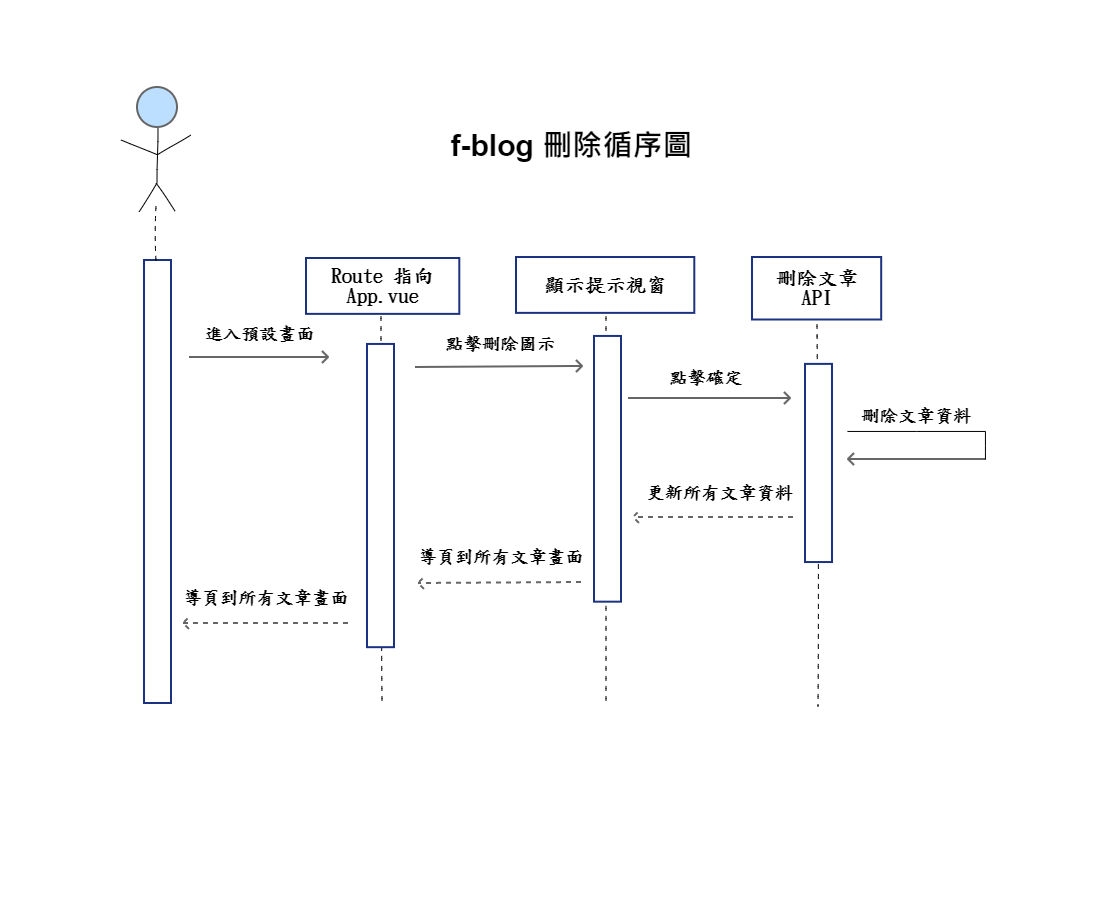 f-blog 刪除循序圖
Route 指向
App.vue
顯示提示視窗
刪除文章
API
進入預設畫面
點擊刪除圖示
點擊確定
刪除文章資料
更新所有文章資料
導頁到所有文章畫面
導頁到所有文章畫面